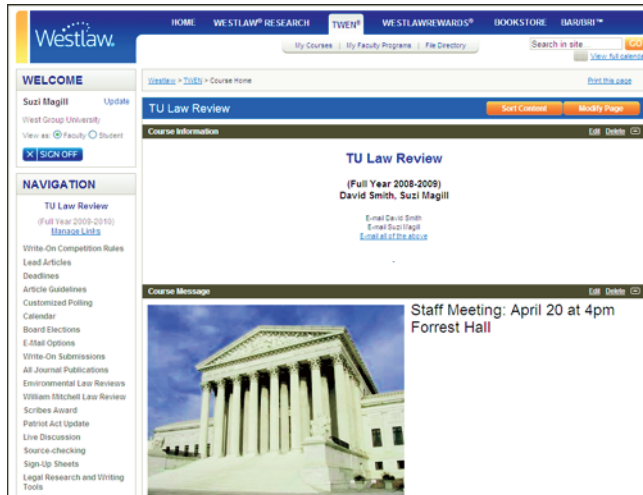 Westlaw.
HOME WESTLAW® RESEARCH TWEN® WESTLAWREWARDS® BOOKSTORE BAR/BRI™
My Courses | My Faculty Programs | File Directory
Search in site GO
View full calenda
WELCOME
Suzi Magill Update
West Group University
View as: Faculty Student
X SIGN OFF
NAVIGATION
TU Law Review
(Full Year 2009-2010)
Manage Links
Write-On Competition Rules
Lead Articles
Deadlines
Article Guidelines
Customized Polling
Calendar
Board Elections
E-Mail Options
Write-On Submissions
All Journal Publications
Environmental Law Reviews
William Mitchell Law Review
Scribes Award
Patriot Act Update
Live Discussion
Source-checking
Sign-Up Sheets
Legal Research and Writing
Tools
Westlaw > TWEN > Course Home Print this page
TU Law Review Sort Content Modify Page
Course Information Edit Delete
TU Law Review
(Full Year 2008-2009)
David Smith, Suzi Magill
E-mail David Smith
E-mail Suzi Magill
E-mail all of the above
Course Message Edit Delete
Staff Meeting: April 20 at 4pm
Forrest Hall